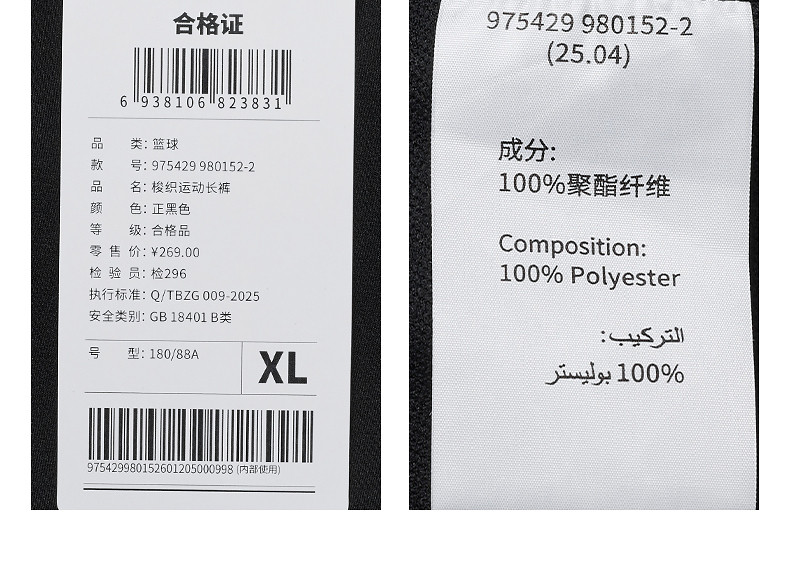 合格证
6 938106 823831
品 类: 篮球
款 号: 975429 980152-2
品 名: 梭织运动长裤
颜 色: 正黑色
等 级: 合格品
零 售 价: ¥269.00
检 验 员: 检296
执行标准: Q/TBZG 009-2025
安全类别: GB 18401 B类
号 型: 180/88A
XL
975429980152601205000998 (内部使用)
975429 980152-2
(25.04)
成分:
100%聚酯纤维
Composition:
100% Polyester
التركيب:
100% بوليستر